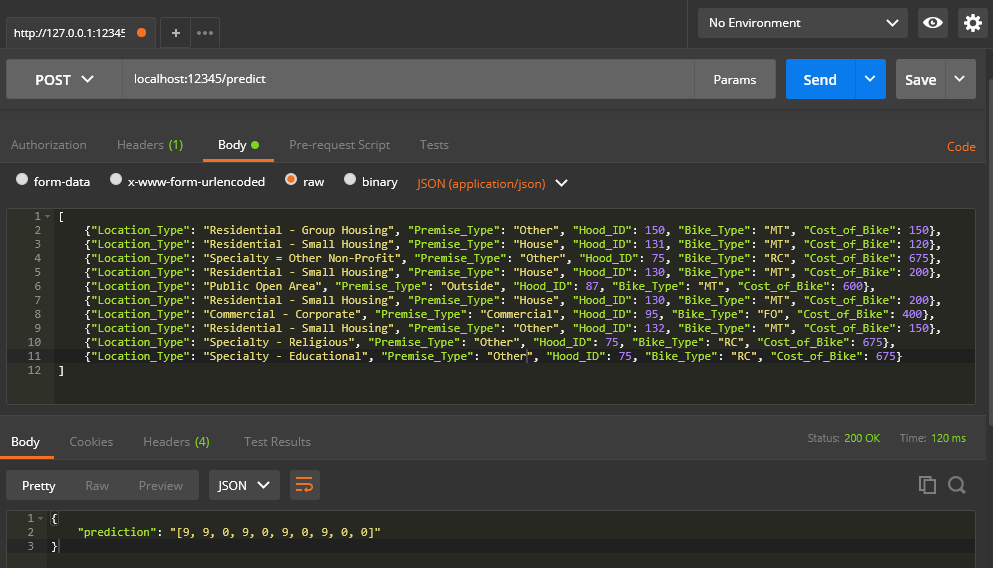 http://127.0.0.1:12345
+
•••
No Environment
POST
localhost:12345/predict
Params
Send
Save
Authorization
Headers (1)
Body
Pre-request Script
Tests
Code
form-data
x-www-form-urlencoded
raw
binary
JSON (application/json)
1 [
2 {"Location_Type": "Residential - Group Housing", "Premise_Type": "Other", "Hood_ID": 150, "Bike_Type": "MT", "Cost_of_Bike": 150},
3 {"Location_Type": "Residential - Small Housing", "Premise_Type": "House", "Hood_ID": 131, "Bike_Type": "MT", "Cost_of_Bike": 120},
4 {"Location_Type": "Specialty = Other Non-Profit", "Premise_Type": "Other", "Hood_ID": 75, "Bike_Type": "RC", "Cost_of_Bike": 675},
5 {"Location_Type": "Residential - Small Housing", "Premise_Type": "House", "Hood_ID": 130, "Bike_Type": "MT", "Cost_of_Bike": 200},
6 {"Location_Type": "Public Open Area", "Premise_Type": "Outside", "Hood_ID": 87, "Bike_Type": "MT", "Cost_of_Bike": 600},
7 {"Location_Type": "Residential - Small Housing", "Premise_Type": "House", "Hood_ID": 130, "Bike_Type": "MT", "Cost_of_Bike": 200},
8 {"Location_Type": "Commercial - Corporate", "Premise_Type": "Commercial", "Hood_ID": 95, "Bike_Type": "FO", "Cost_of_Bike": 400},
9 {"Location_Type": "Residential - Small Housing", "Premise_Type": "Other", "Hood_ID": 132, "Bike_Type": "MT", "Cost_of_Bike": 150},
10 {"Location_Type": "Specialty - Religious", "Premise_Type": "Other", "Hood_ID": 75, "Bike_Type": "RC", "Cost_of_Bike": 675},
11 {"Location_Type": "Specialty - Educational", "Premise_Type": "Other", "Hood_ID": 75, "Bike_Type": "RC", "Cost_of_Bike": 675}
12 ]
Body
Cookies
Headers (4)
Test Results
Status: 200 OK
Time: 120 ms
Pretty
Raw
Preview
JSON
1 {
2 "prediction": "[9, 9, 0, 9, 0, 9, 0, 9, 0, 0]"
3 }